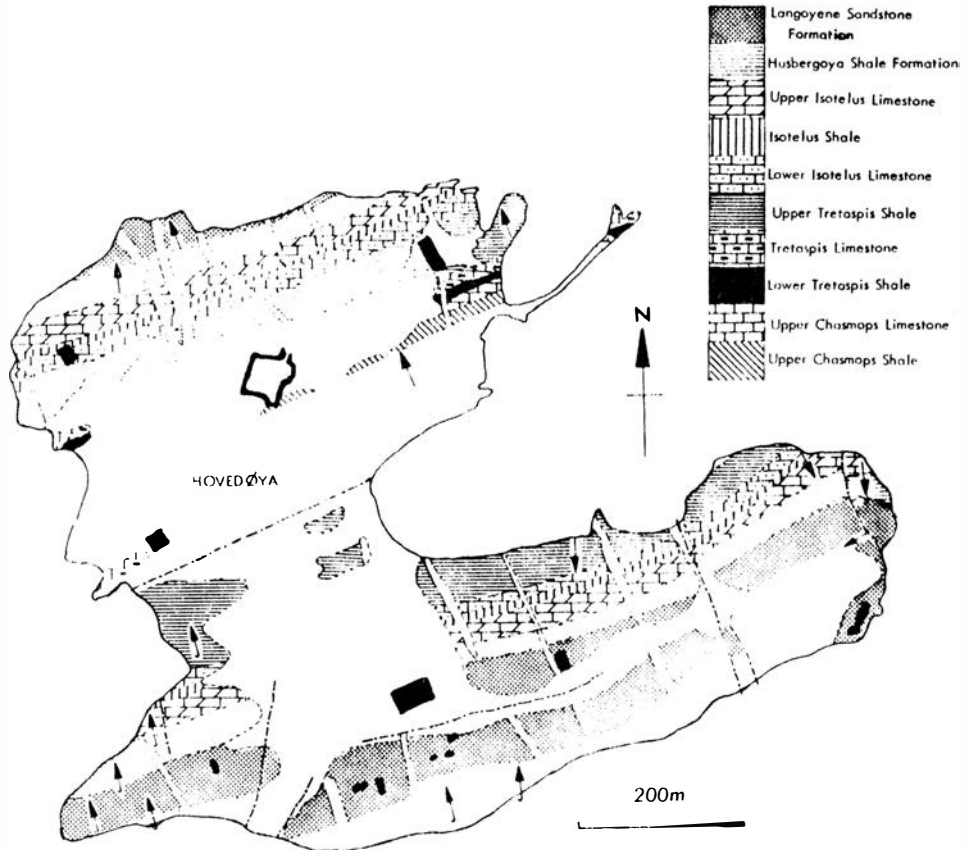 Langoyene Sandstone
Formation
Husbergoya Shale Formation
Upper Isotelus Limestone
Isotelus Shale
Lower Isotelus Limestone
Upper Tretaspis Shale
Tretaspis Limestone
Lower Tretaspis Shale
Upper Chasmops Limestone
Upper Chasmops Shale
N
HOVEDØYA
200m